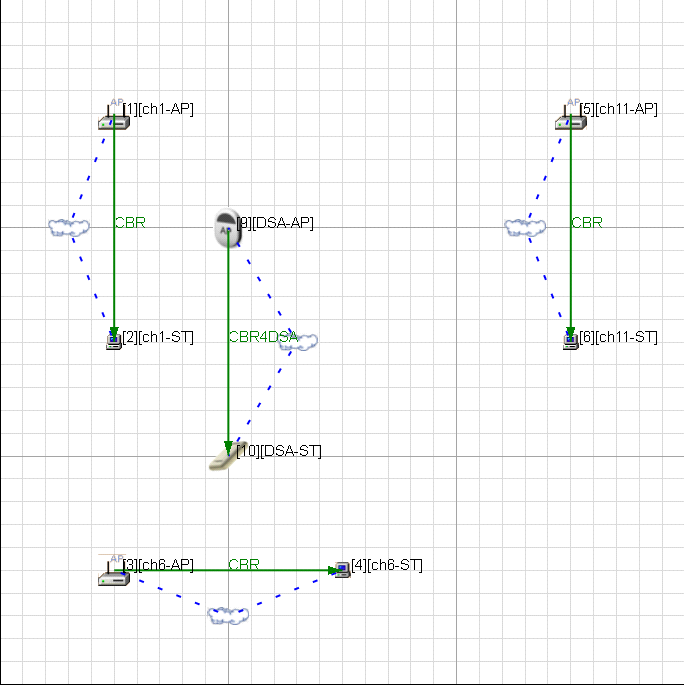 AP
[1][ch1-AP]
AP
[5][ch11-AP]
CBR
AP
[9][DSA-AP]
CBR
[2][ch1-ST]
CBR4DSA
[6][ch11-ST]
[10][DSA-ST]
AP
[3][ch6-AP]
CBR
[4][ch6-ST]